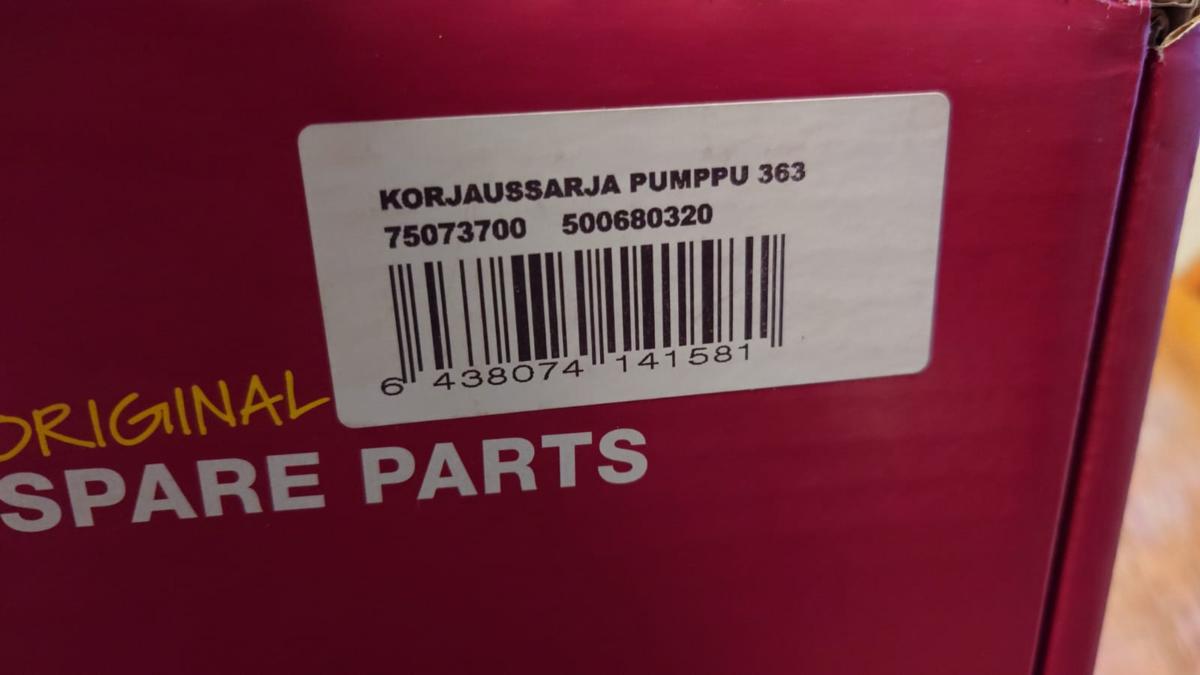 KORJAUSSARJA PUMPPU 363
75073700 500680320
6 438074 141581
ORIGINAL
SPARE PARTS